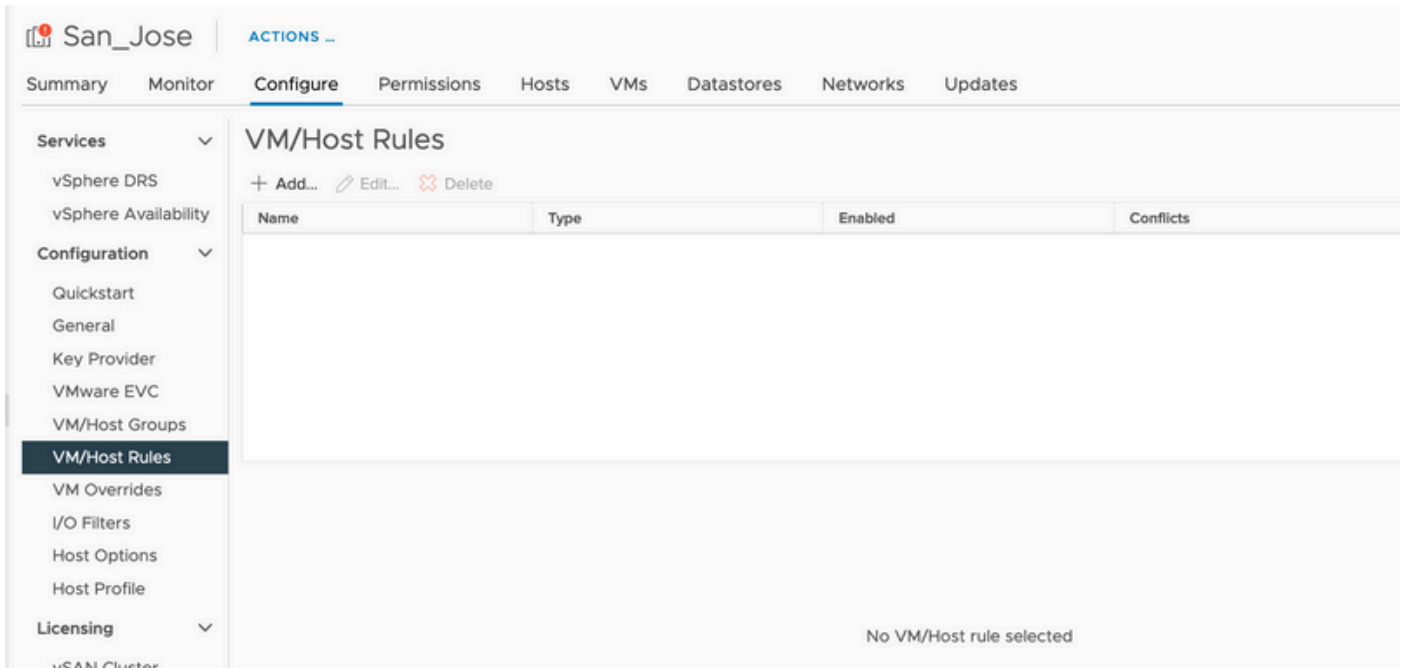 San_Jose ACTIONS ...
Summary Monitor Configure Permissions Hosts VMs Datastores Networks Updates
Services
vSphere DRS
vSphere Availability
Configuration
Quickstart
General
Key Provider
VMware EVC
VM/Host Groups
VM/Host Rules
VM Overrides
I/O Filters
Host Options
Host Profile
Licensing
vSAN Cluster
VM/Host Rules
+ Add... Edit... Delete
Name Type Enabled Conflicts
No VM/Host rule selected